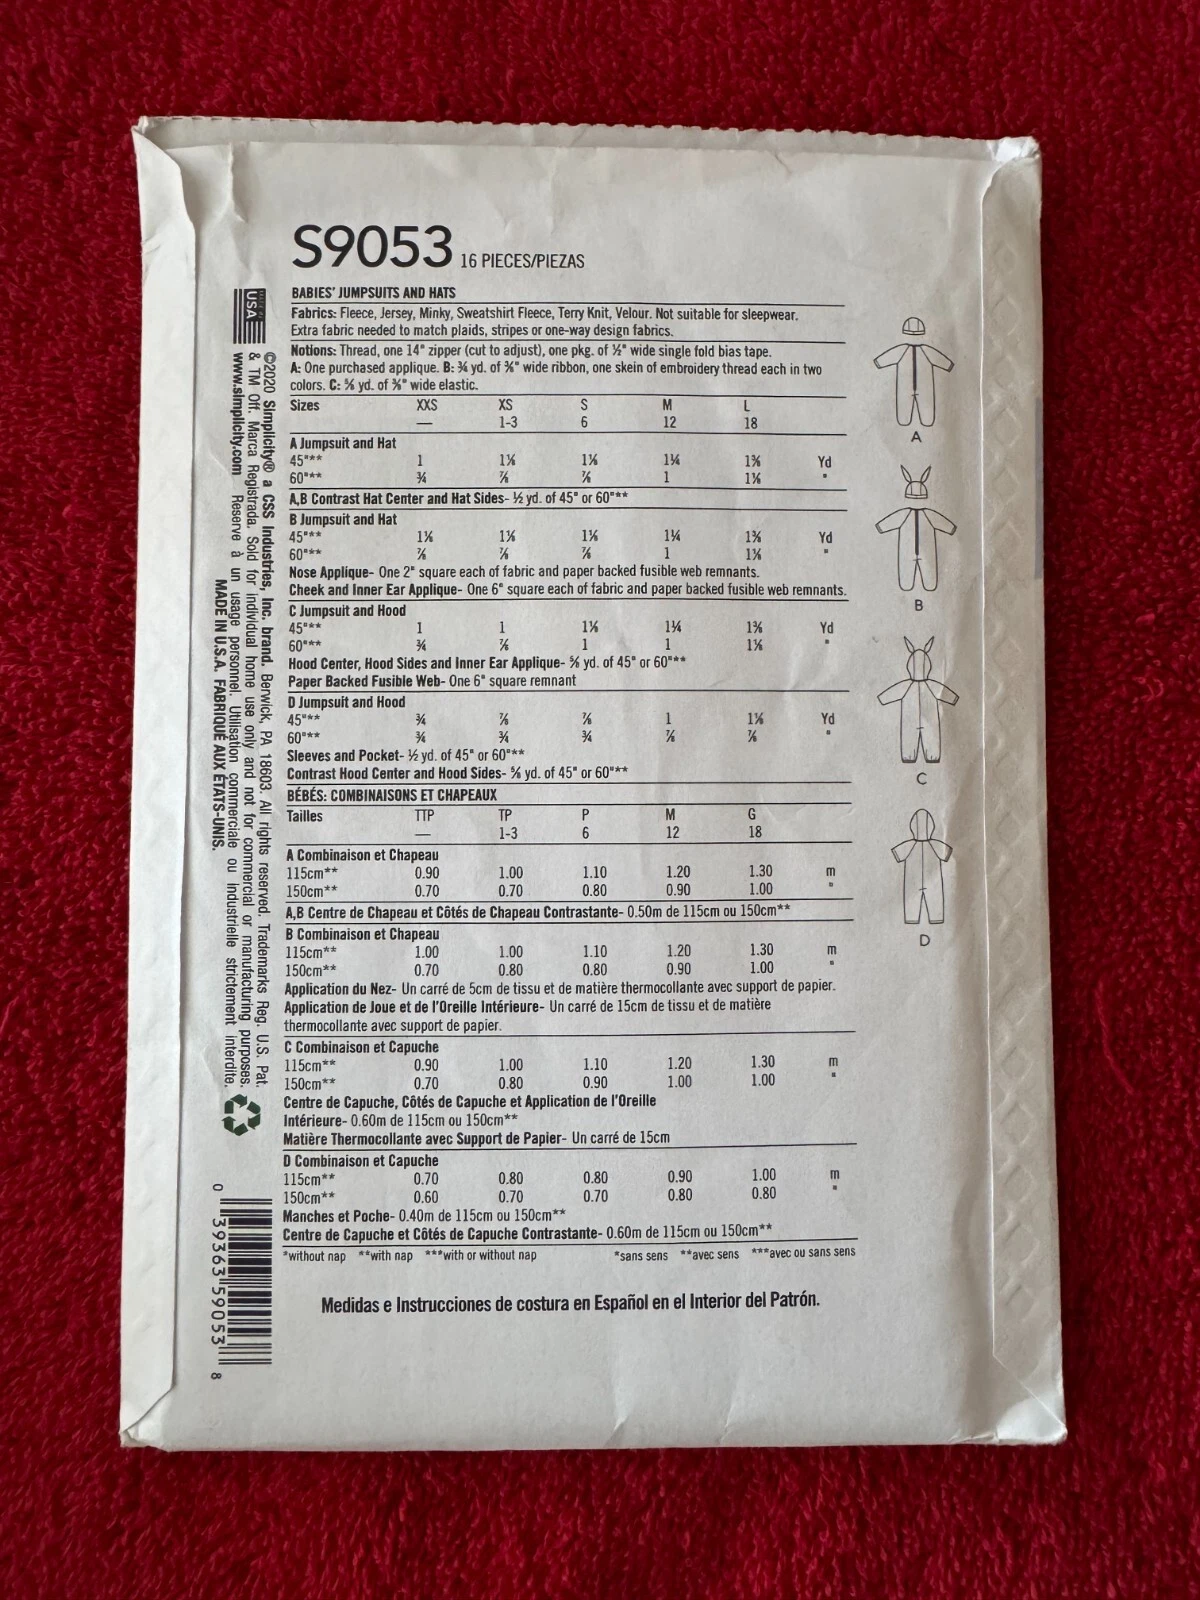 S9053 16 PIECES/PIEZAS
BABIES' JUMPSUITS AND HATS
Fabrics: Fleece, Jersey, Minky, Sweatshirt Fleece, Terry Knit, Velour. Not suitable for sleepwear.
Extra fabric needed to match plaids, stripes or one-way design fabrics.
Notions: Thread, one 14" zipper (cut to adjust), one pkg. of ½" wide single fold bias tape.
A: One purchased applique. B: ¾ yd. of ⅜" wide ribbon, one skein of embroidery thread each in two
colors. C: ⅝ yd. of ⅜" wide elastic.
Sizes XXS XS S M L
— 1-3 6 12 18
A Jumpsuit and Hat
45"** 1 1⅛ 1⅛ 1¼ 1⅜ Yd
60"** ¾ ⅞ ⅞ 1 1⅛ "
A,B Contrast Hat Center and Hat Sides- ½ yd. of 45" or 60"**
B Jumpsuit and Hat
45"** 1⅛ 1⅛ 1⅛ 1¼ 1⅜ Yd
60"** ⅞ ⅞ ⅞ 1 1⅛ "
Nose Applique- One 2" square each of fabric and paper backed fusible web remnants.
Cheek and Inner Ear Applique- One 6" square each of fabric and paper backed fusible web remnants.
C Jumpsuit and Hood
45"** 1 1 1⅛ 1¼ 1⅜ Yd
60"** ¾ ⅞ 1 1 1⅛ "
Hood Center, Hood Sides and Inner Ear Applique- ⅝ yd. of 45" or 60"**
Paper Backed Fusible Web- One 6" square remnant
D Jumpsuit and Hood
45"** ¾ ⅞ ⅞ 1 1⅛ Yd
60"** ¾ ¾ ¾ ⅞ ⅞ "
Sleeves and Pocket- ½ yd. of 45" or 60"**
Contrast Hood Center and Hood Sides- ⅝ yd. of 45" or 60"**
BÉBÉS: COMBINAISONS ET CHAPEAUX
Tailles TTP TP P M G
— 1-3 6 12 18
A Combinaison et Chapeau
115cm** 0.90 1.00 1.10 1.20 1.30 m
150cm** 0.70 0.70 0.80 0.90 1.00 "
A,B Centre de Chapeau et Côtés de Chapeau Contrastante- 0.50m de 115cm ou 150cm**
B Combinaison et Chapeau
115cm** 1.00 1.00 1.10 1.20 1.30 m
150cm** 0.70 0.80 0.80 0.90 1.00 "
Application du Nez- Un carré de 5cm de tissu et de matière thermocollante avec support de papier.
Application de Joue et de l'Oreille Intérieure- Un carré de 15cm de tissu et de matière
thermocollante avec support de papier.
C Combinaison et Capuche
115cm** 0.90 1.00 1.10 1.20 1.30 m
150cm** 0.70 0.80 0.90 1.00 1.00 "
Centre de Capuche, Côtés de Capuche et Application de l'Oreille
Intérieure- 0.60m de 115cm ou 150cm**
Matière Thermocollante avec Support de Papier- Un carré de 15cm
D Combinaison et Capuche
115cm** 0.70 0.80 0.80 0.90 1.00 m
150cm** 0.60 0.70 0.70 0.80 0.80 "
Manches et Poche- 0.40m de 115cm ou 150cm**
Centre de Capuche et Côtés de Capuche Contrastante- 0.60m de 115cm ou 150cm**
*without nap **with nap ***with or without nap *sans sens **avec sens ***avec ou sans sens
Medidas e Instrucciones de costura en Español en el Interior del Patrón.
A
B
C
D
USA
©2020 Simplicity® a CSS Industries, Inc. brand. Berwick, PA 18603. All rights reserved. Trademarks Reg. U.S. Pat.
& TM Off. Marca Registrada. Sold for individual home use only and not for commercial or manufacturing purposes.
www.simplicity.com Reserve à un usage personnel. Utilisation commerciale ou industrielle strictement interdite.
MADE IN U.S.A. FABRIQUÉ AUX ÉTATS-UNIS.
0 39363 59053 8